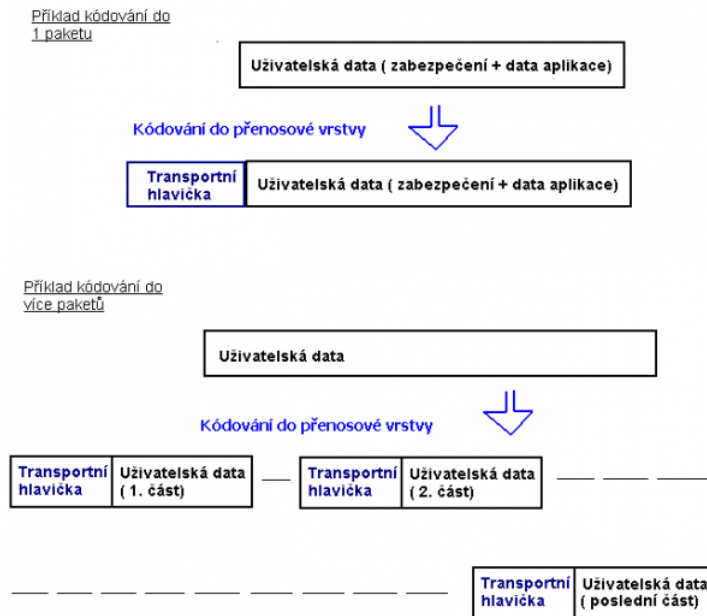 Příklad kódování do
1 paketu
Uživatelská data ( zabezpečení + data aplikace)
Kódování do přenosové vrstvy
Transportní
hlavička
Uživatelská data ( zabezpečení + data aplikace)
Příklad kódování do
více paketů
Uživatelská data
Kódování do přenosové vrstvy
Transportní
hlavička
Uživatelská data
( 1. část)
Transportní
hlavička
Uživatelská data
( 2. část)
Transportní
hlavička
Uživatelská data
( poslední část)